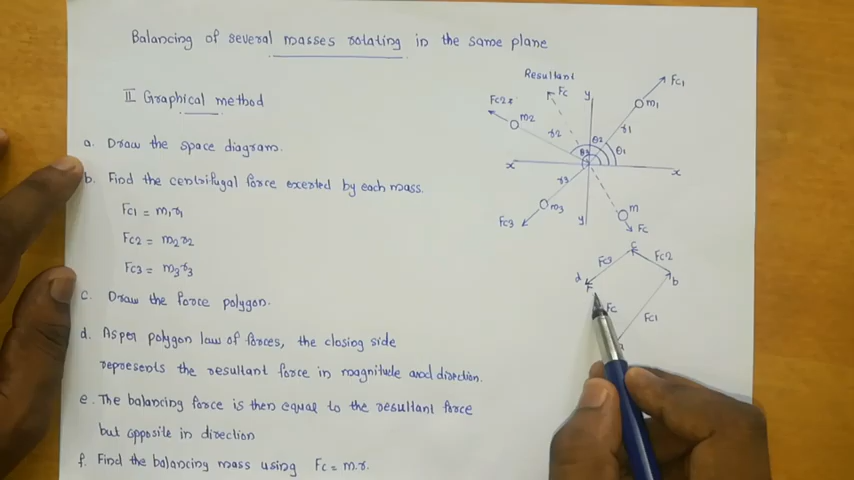 Balancing of several masses rotating in the same plane
II Graphical method
a. Draw the space diagram.
b. Find the centrifugal force exerted by each mass.
Fc1 = m1r1
Fc2 = m2r2
Fc3 = m3r3
c. Draw the force polygon.
d. As per polygon law of forces, the closing side
represents the resultant force in magnitude and direction.
e. The balancing force is then equal to the resultant force
but opposite in direction
f. Find the balancing mass using Fc = m.r.
Resultant
Fc
y
Fc1
m1
Fc2
m2
r2
r1
θ2
θ3
θ1
x
x
r3
m3
Fc3
y
m
Fc
c
Fc2
Fc3
d
b
Fc
Fc1
a